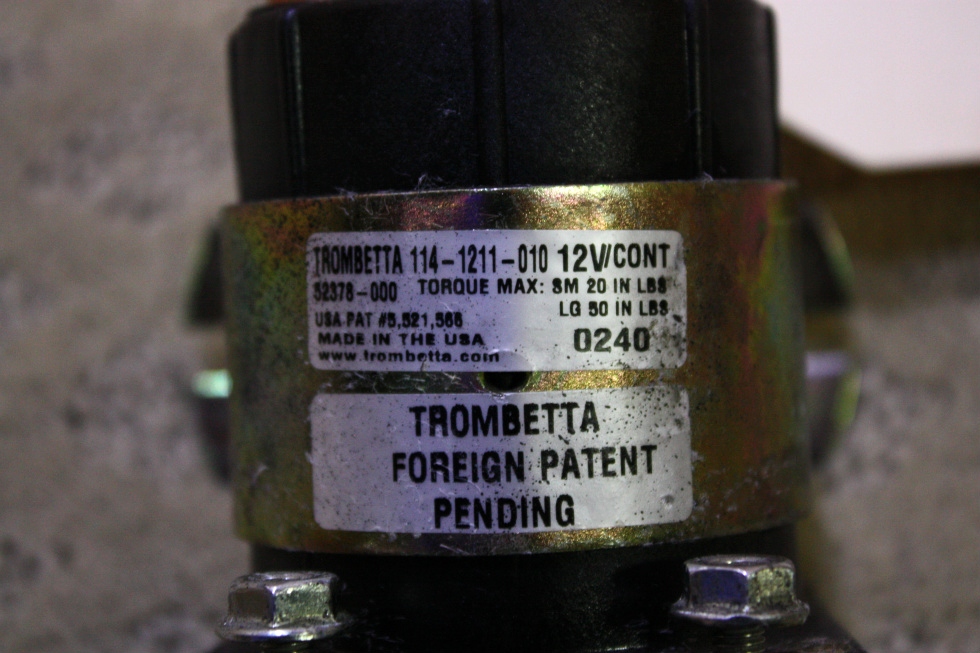 TROMBETTA 114-1211-010 12V/CONT
52378-000 TORQUE MAX: SM 20 IN LBS
LG 50 IN LBS
USA PAT #5,521,566
MADE IN THE USA 0240
www.trombetta.com
TROMBETTA
FOREIGN PATENT
PENDING